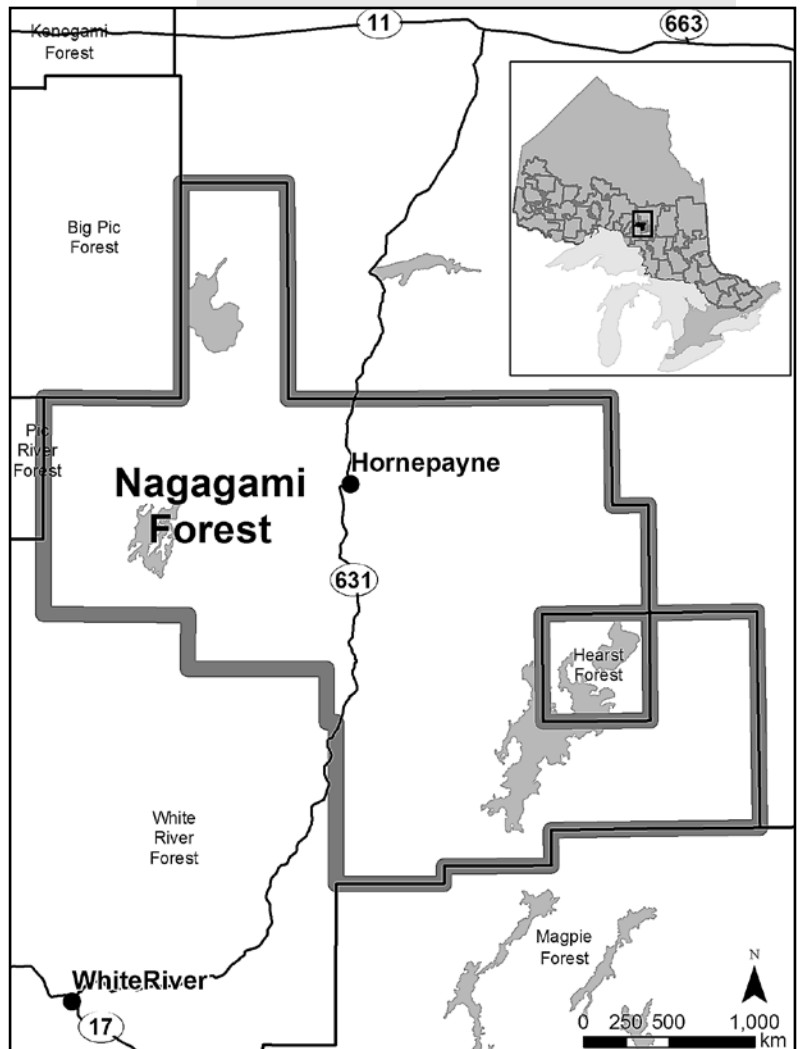 Kenogami
Forest
11
663
Big Pic
Forest
Pic
River
Forest
Hornepayne
Nagagami
Forest
631
Hearst
Forest
White
River
Forest
Magpie
Forest
WhiteRiver
17
N
0 250 500 1,000
km